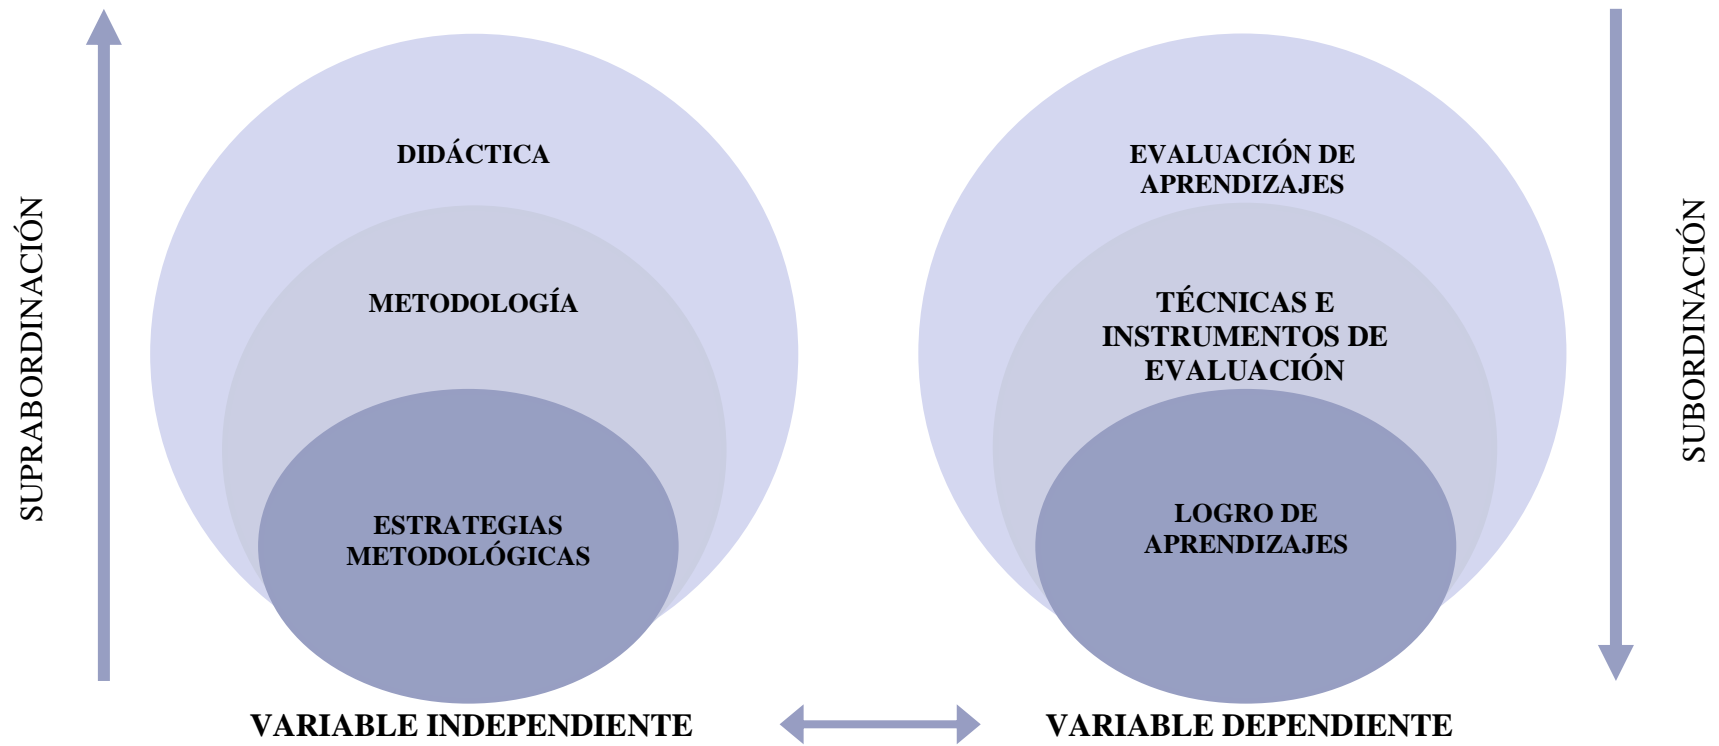 SUPRABORDINACIÓN
DIDÁCTICA
METODOLOGÍA
ESTRATEGIAS
METODOLÓGICAS
VARIABLE INDEPENDIENTE
EVALUACIÓN DE
APRENDIZAJES
TÉCNICAS E
INSTRUMENTOS DE
EVALUACIÓN
LOGRO DE
APRENDIZAJES
VARIABLE DEPENDIENTE
SUBORDINACIÓN